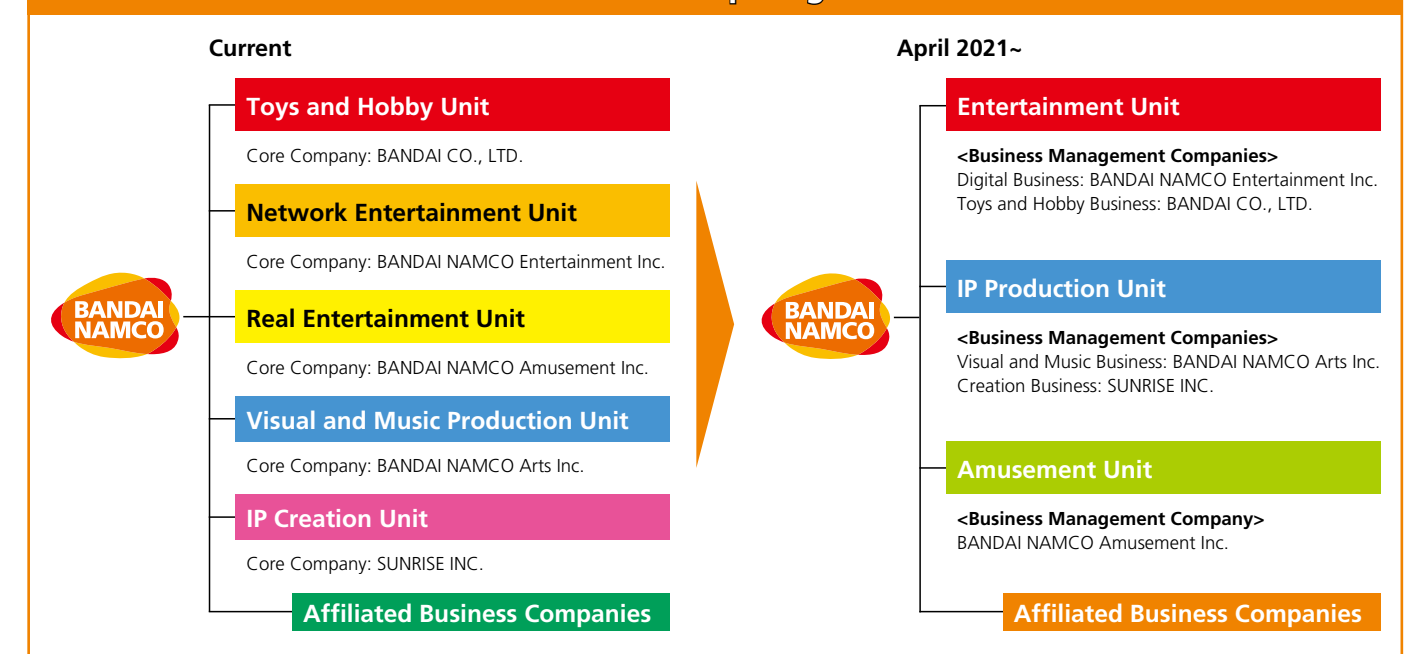 Current
Toys and Hobby Unit
Core Company: BANDAI CO., LTD.
Network Entertainment Unit
Core Company: BANDAI NAMCO Entertainment Inc.
BANDAI
NAMCO
Real Entertainment Unit
Core Company: BANDAI NAMCO Amusement Inc.
Visual and Music Production Unit
Core Company: BANDAI NAMCO Arts Inc.
IP Creation Unit
Core Company: SUNRISE INC.
Affiliated Business Companies
April 2021~
Entertainment Unit
<Business Management Companies>
Digital Business: BANDAI NAMCO Entertainment Inc.
Toys and Hobby Business: BANDAI CO., LTD.
BANDAI
NAMCO
IP Production Unit
<Business Management Companies>
Visual and Music Business: BANDAI NAMCO Arts Inc.
Creation Business: SUNRISE INC.
Amusement Unit
<Business Management Company>
BANDAI NAMCO Amusement Inc.
Affiliated Business Companies